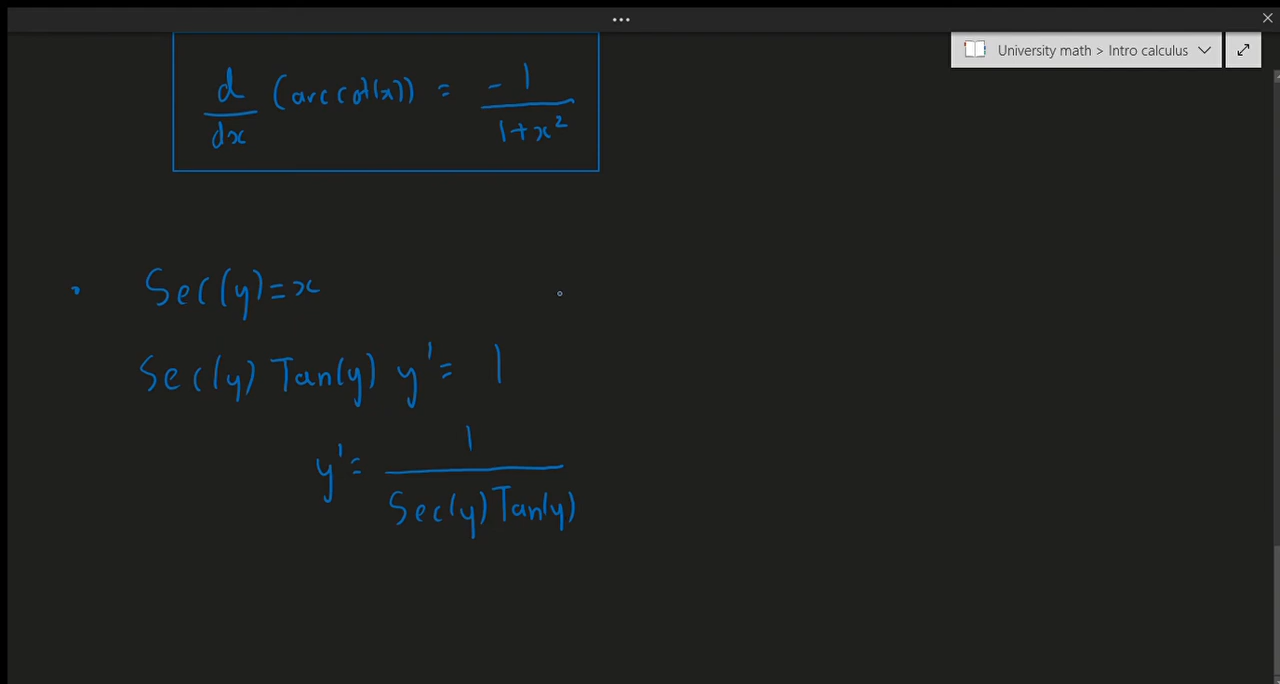 University math > Intro calculus
d/dx (arccot(x)) = -1/(1+x²)
Sec(y)=x
Sec(y) Tan(y) y' = 1
y' = 1/(Sec(y)Tan(y))